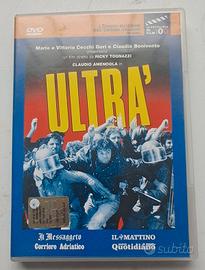 DVD
Mario e Vittorio Cecchi Gori e Claudio Bonivento
presentano
un film diretto da RICKY TOGNAZZI
CLAUDIO AMENDOLA in
ULTRA'
Il Messaggero
IL MATTINO
Corriere Adriatico
Quotidiano
subito